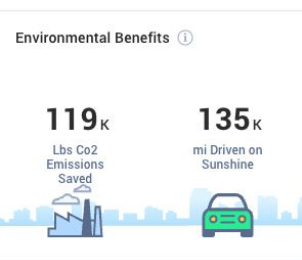 Environmental Benefits
119K
Lbs Co2
Emissions
Saved
135K
mi Driven on
Sunshine